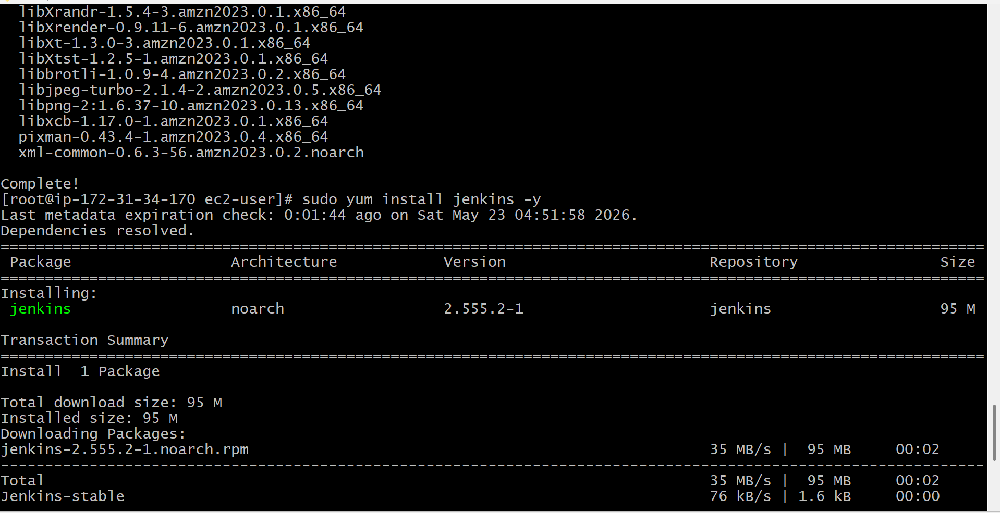 libXrandr-1.5.4-3.amzn2023.0.1.x86_64
libXrender-0.9.11-6.amzn2023.0.1.x86_64
libXt-1.3.0-3.amzn2023.0.1.x86_64
libXtst-1.2.5-1.amzn2023.0.1.x86_64
libbrotli-1.0.9-4.amzn2023.0.2.x86_64
libjpeg-turbo-2.1.4-2.amzn2023.0.5.x86_64
libpng-2:1.6.37-10.amzn2023.0.13.x86_64
libxcb-1.17.0-1.amzn2023.0.1.x86_64
pixman-0.43.4-1.amzn2023.0.4.x86_64
xml-common-0.6.3-56.amzn2023.0.2.noarch
Complete!
[root@ip-172-31-34-170 ec2-user]# sudo yum install jenkins -y
Last metadata expiration check: 0:01:44 ago on Sat May 23 04:51:58 2026.
Dependencies resolved.
Package Architecture Version Repository Size
Installing:
jenkins noarch 2.555.2-1 jenkins 95 M
Transaction Summary
Install 1 Package
Total download size: 95 M
Installed size: 95 M
Downloading Packages:
jenkins-2.555.2-1.noarch.rpm 35 MB/s | 95 MB 00:02
Total 35 MB/s | 95 MB 00:02
Jenkins-stable 76 kB/s | 1.6 kB 00:00